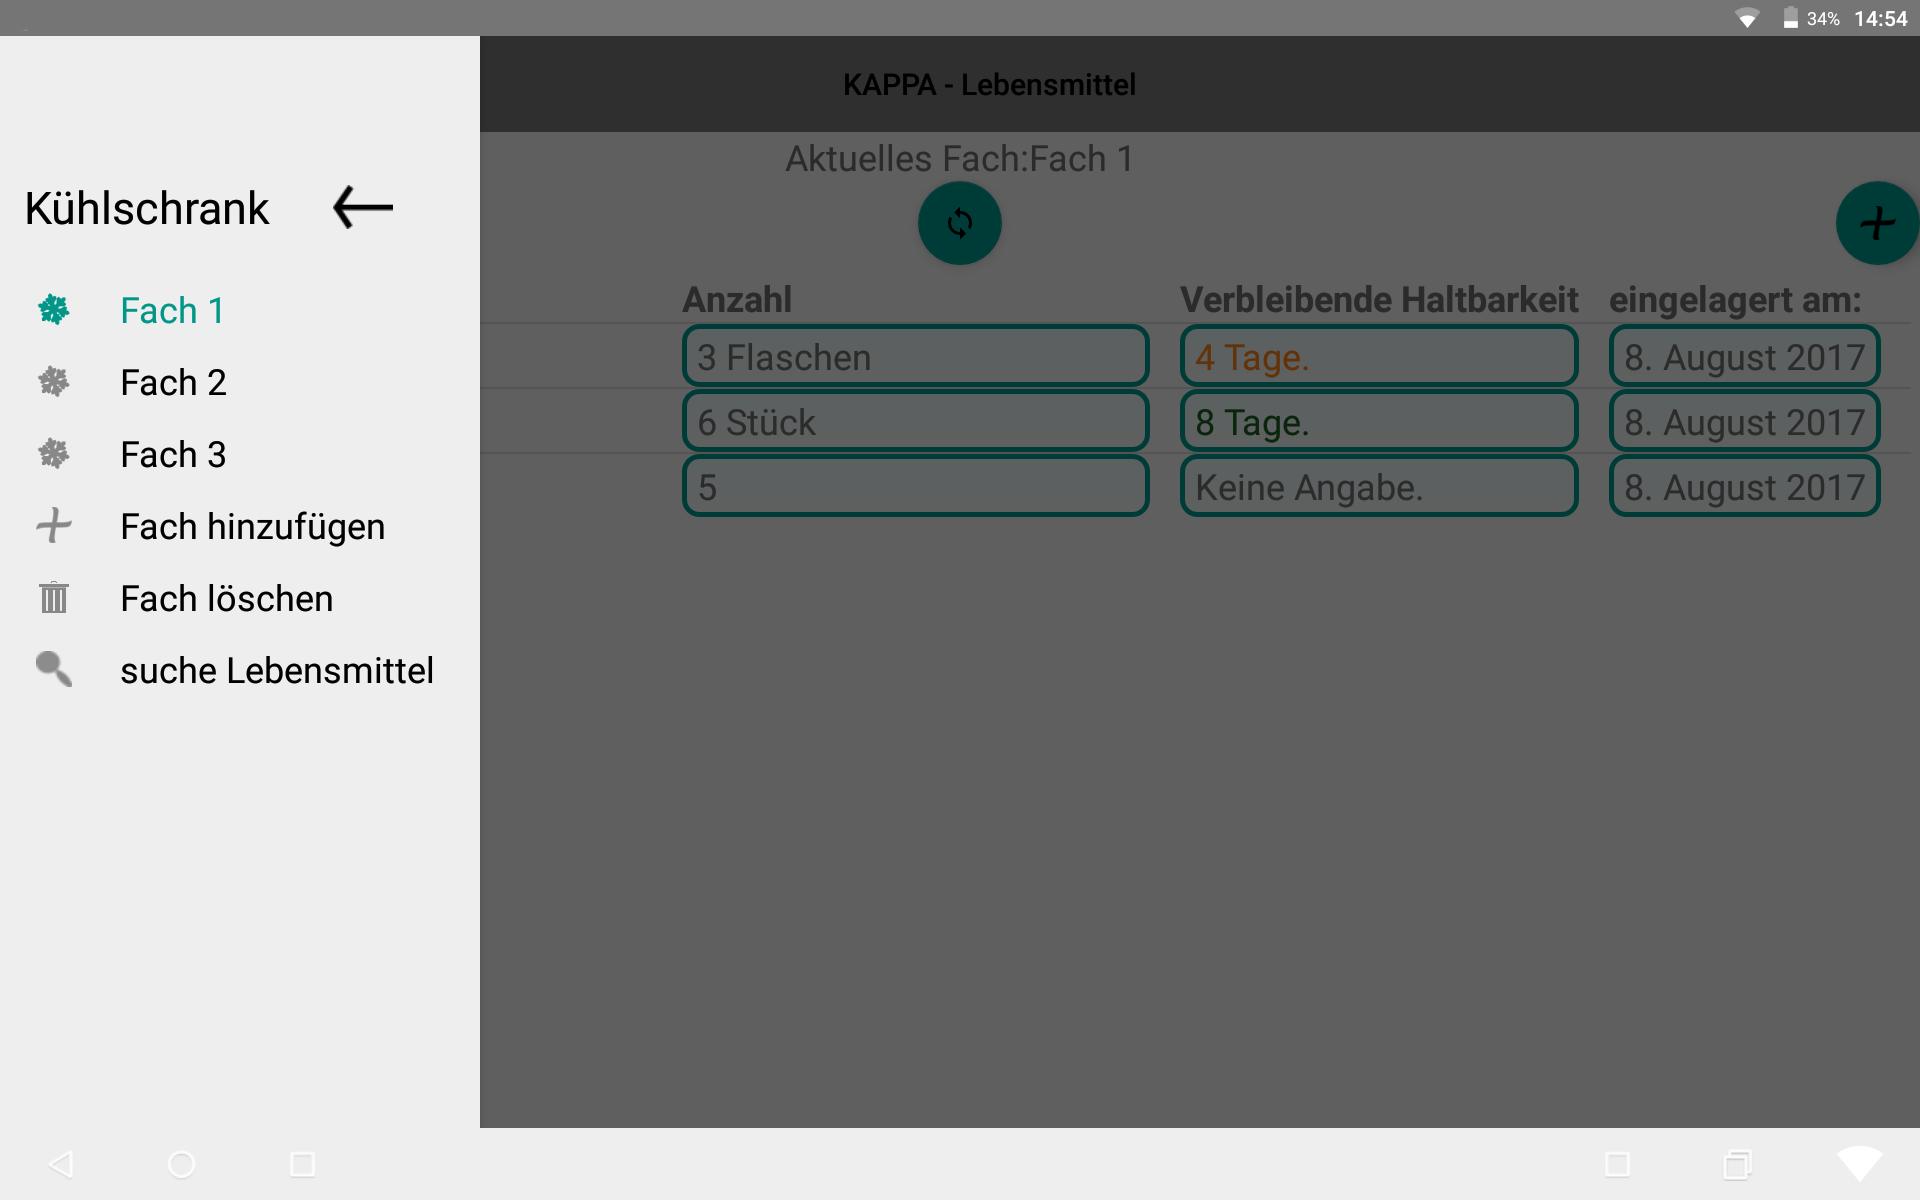 34% 14:54
KAPPA - Lebensmittel
Kühlschrank
Fach 1
Fach 2
Fach 3
Fach hinzufügen
Fach löschen
suche Lebensmittel
Aktuelles Fach:Fach 1
Anzahl Verbleibende Haltbarkeit eingelagert am:
3 Flaschen 4 Tage. 8. August 2017
6 Stück 8 Tage. 8. August 2017
5 Keine Angabe. 8. August 2017